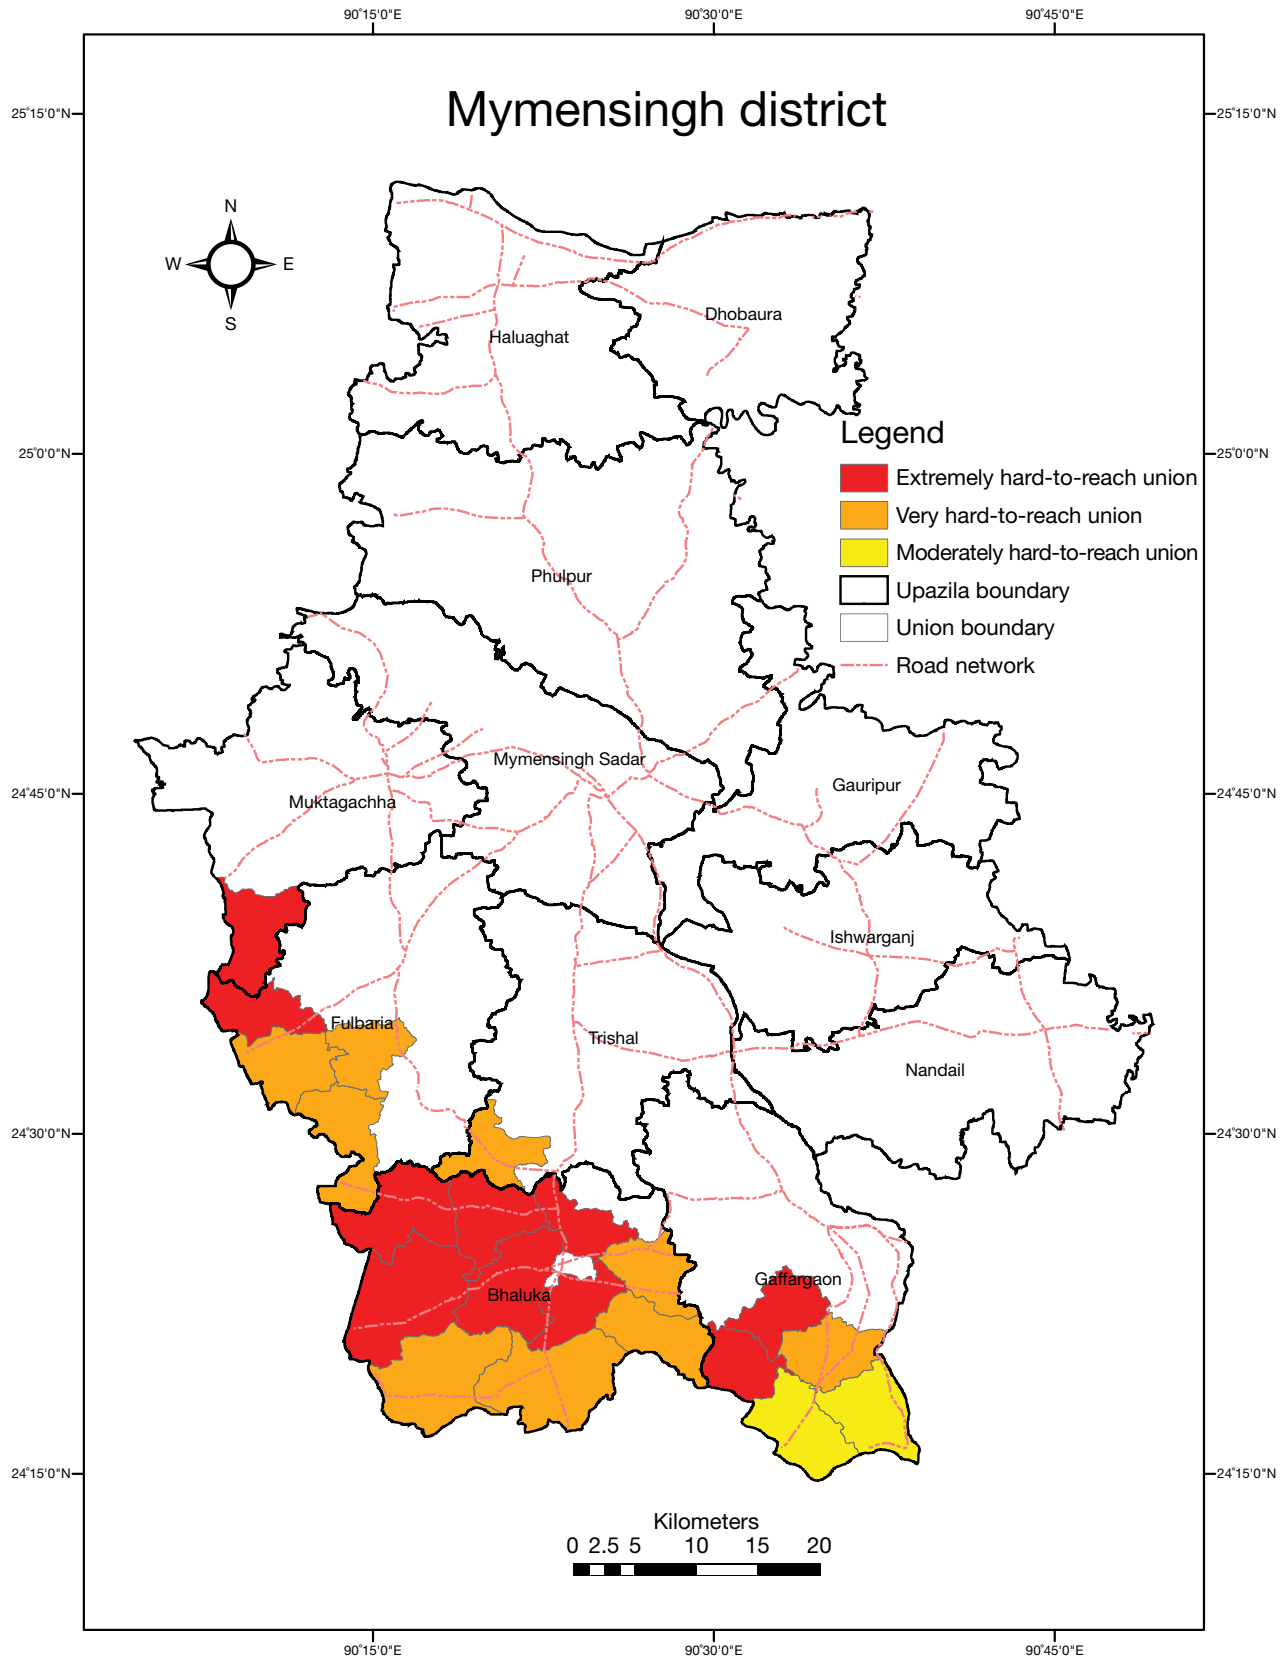 90°15'0"E 90°30'0"E 90°45'0"E
Mymensingh district
25°15'0"N 25°15'0"N
N
W E
S
Dhobaura
Haluaghat
Legend
25°0'0"N 25°0'0"N
Extremely hard-to-reach union
Very hard-to-reach union
Moderately hard-to-reach union
Phulpur
Upazila boundary
Union boundary
Road network
Mymensingh Sadar
Gauripur
24°45'0"N 24°45'0"N
Muktagachha
Ishwarganj
Fulbaria
Trishal
Nandail
24°30'0"N 24°30'0"N
Gaffargaon
Bhaluka
24°15'0"N 24°15'0"N
Kilometers
0 2.5 5 10 15 20
90°15'0"E 90°30'0"E 90°45'0"E